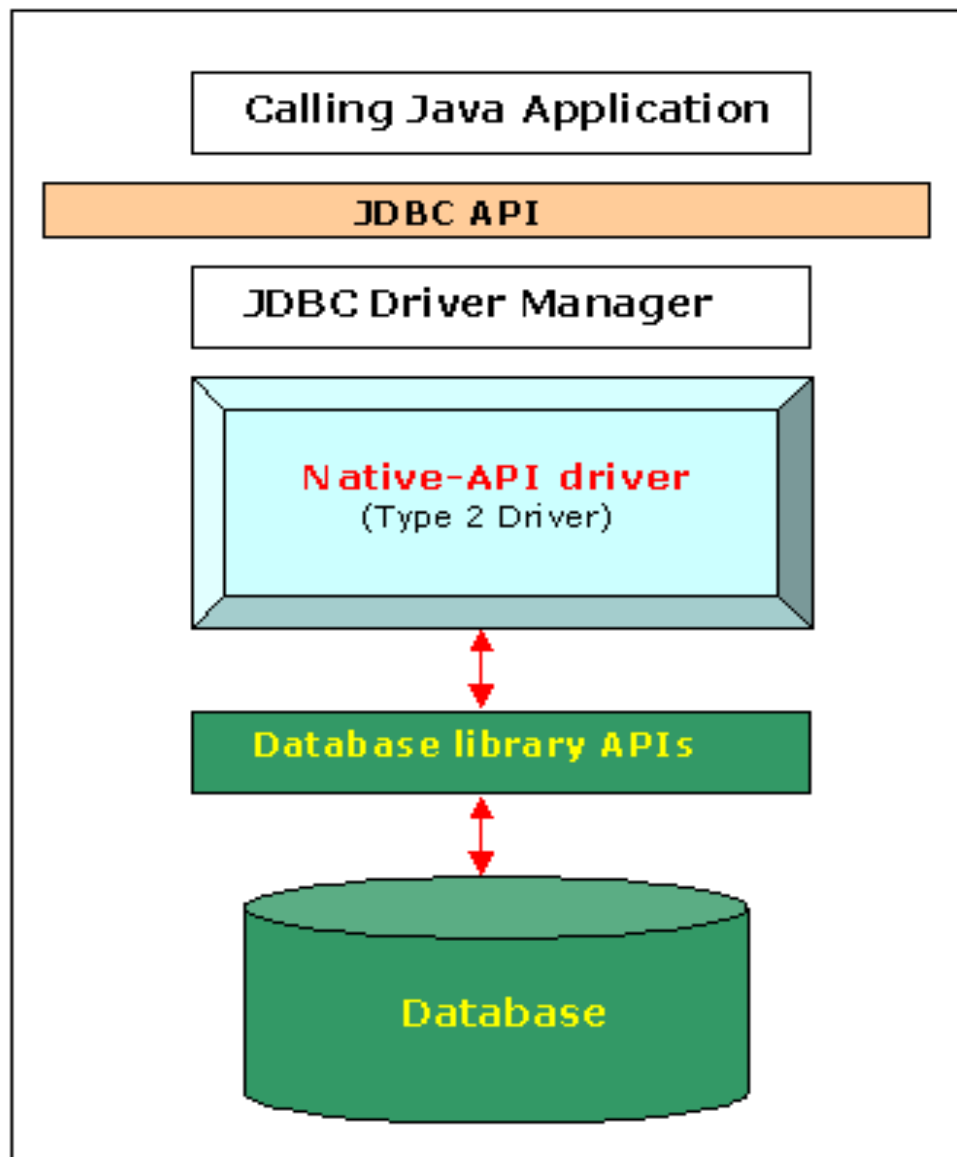 Calling Java Application
JDBC API
JDBC Driver Manager
Native-API driver
(Type 2 Driver)
Database library APIs
Database